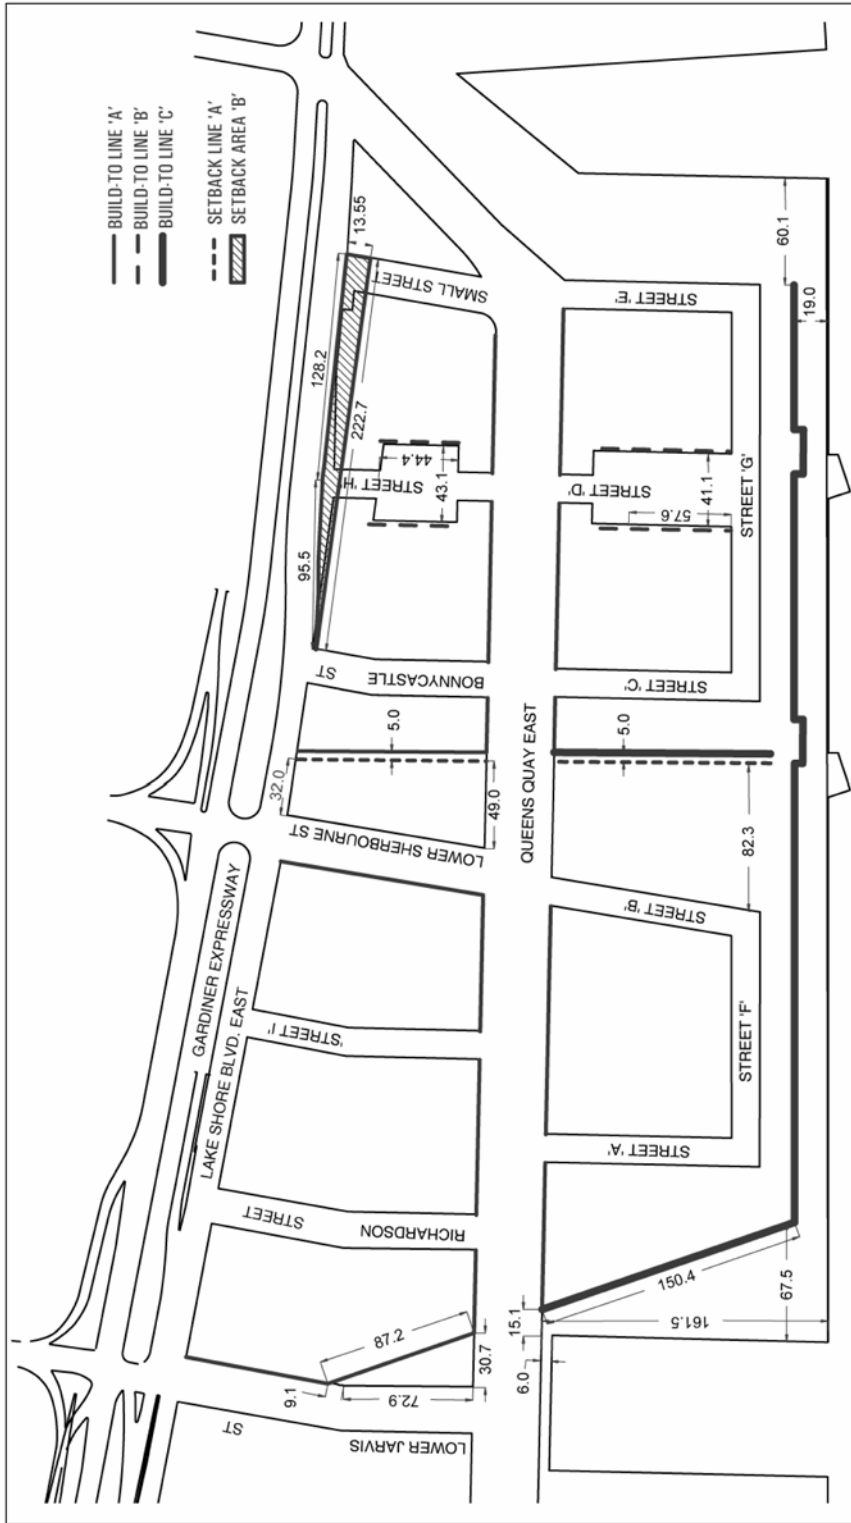 BUILD-TO LINE 'A'
BUILD-TO LINE 'B'
BUILD-TO LINE 'C'
SETBACK LINE 'A'
SETBACK AREA 'B'
GARDINER EXPRESSWAY
LAKE SHORE BLVD. EAST
LOWER JARVIS
ST
9.1
72.9
87.2
30.7
RICHARDSON
STREET
'STREET I'
LOWER SHERBOURNE ST
32.0
49.0
5.0
BONNYCASTLE
ST
95.5
128.2
222.7
13.55
STREET 'H'
43.1
44.4
SMALL STREET
QUEENS QUAY EAST
6.0
15.1
161.5
150.4
67.5
STREET 'A'
STREET 'F'
STREET 'B'
82.3
5.0
STREET 'C'
STREET 'D'
57.6
41.1
STREET 'G'
STREET 'E'
60.1
19.0